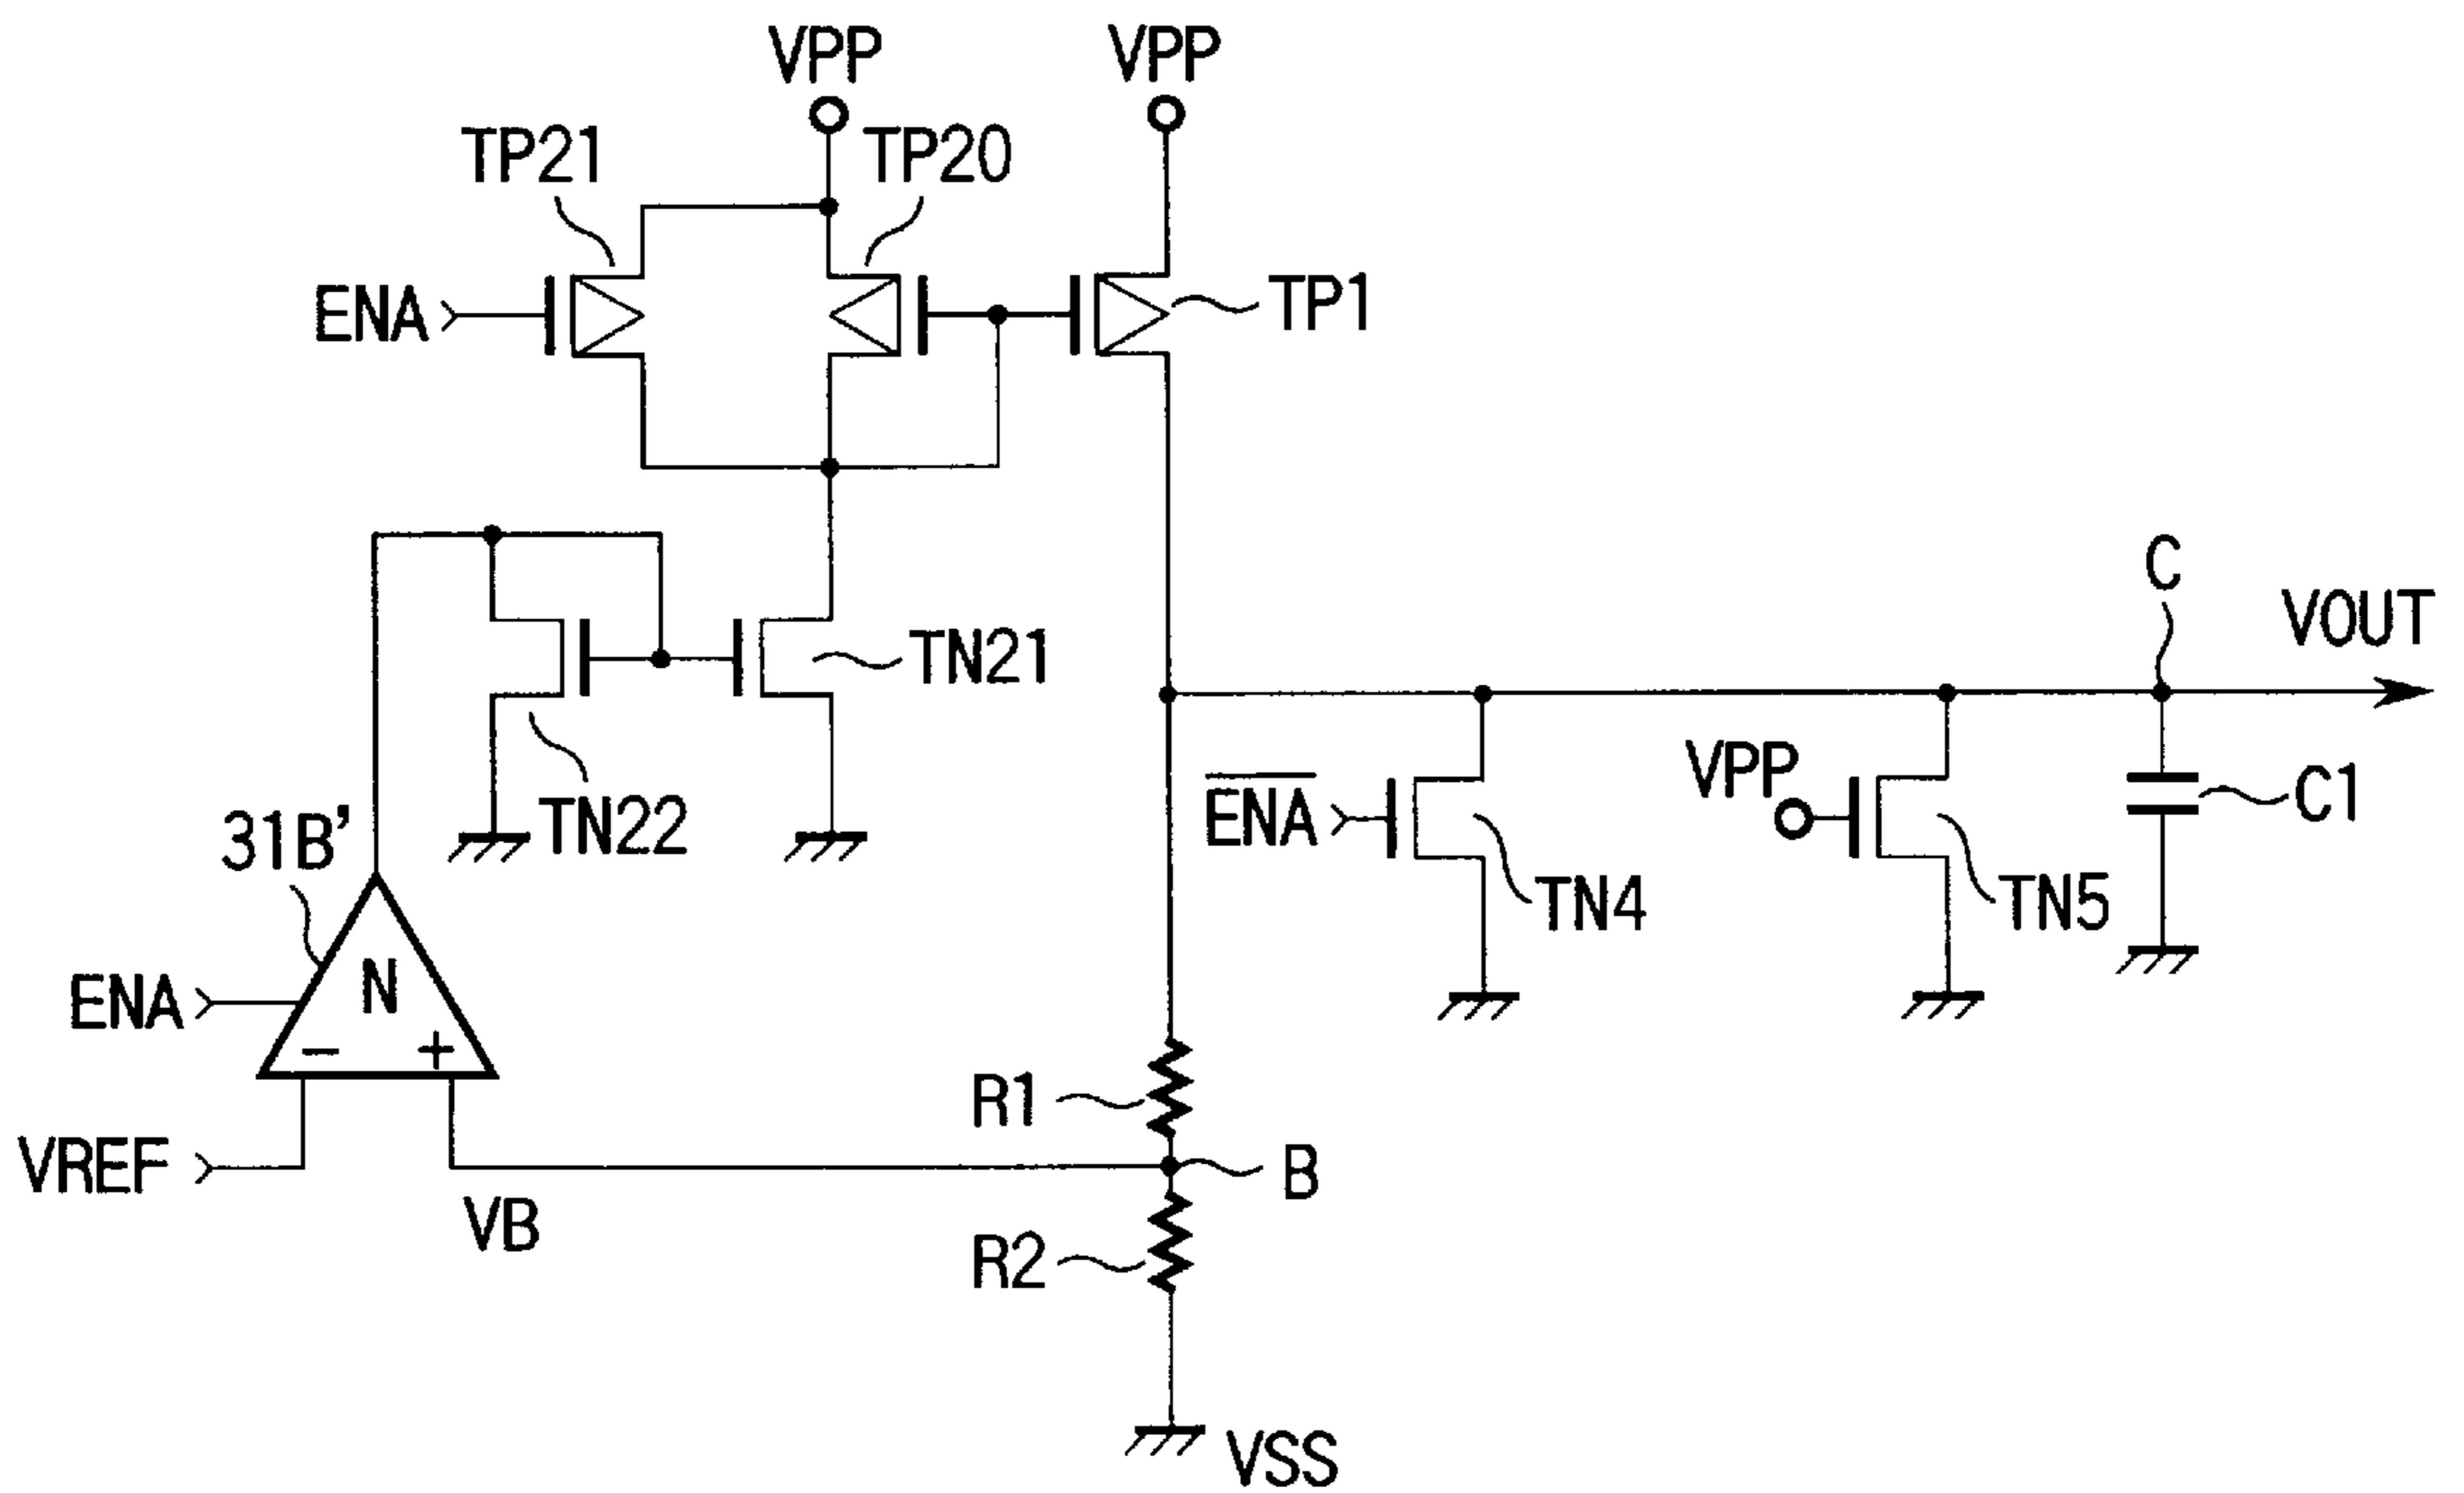 VPP
VPP
TP21
TP20
ENA
TP1
C
VOUT
TN21
VPP
C1
ENA
TN22
31B'
TN4
TN5
N
ENA
− +
R1
VREF
B
VB
R2
VSS